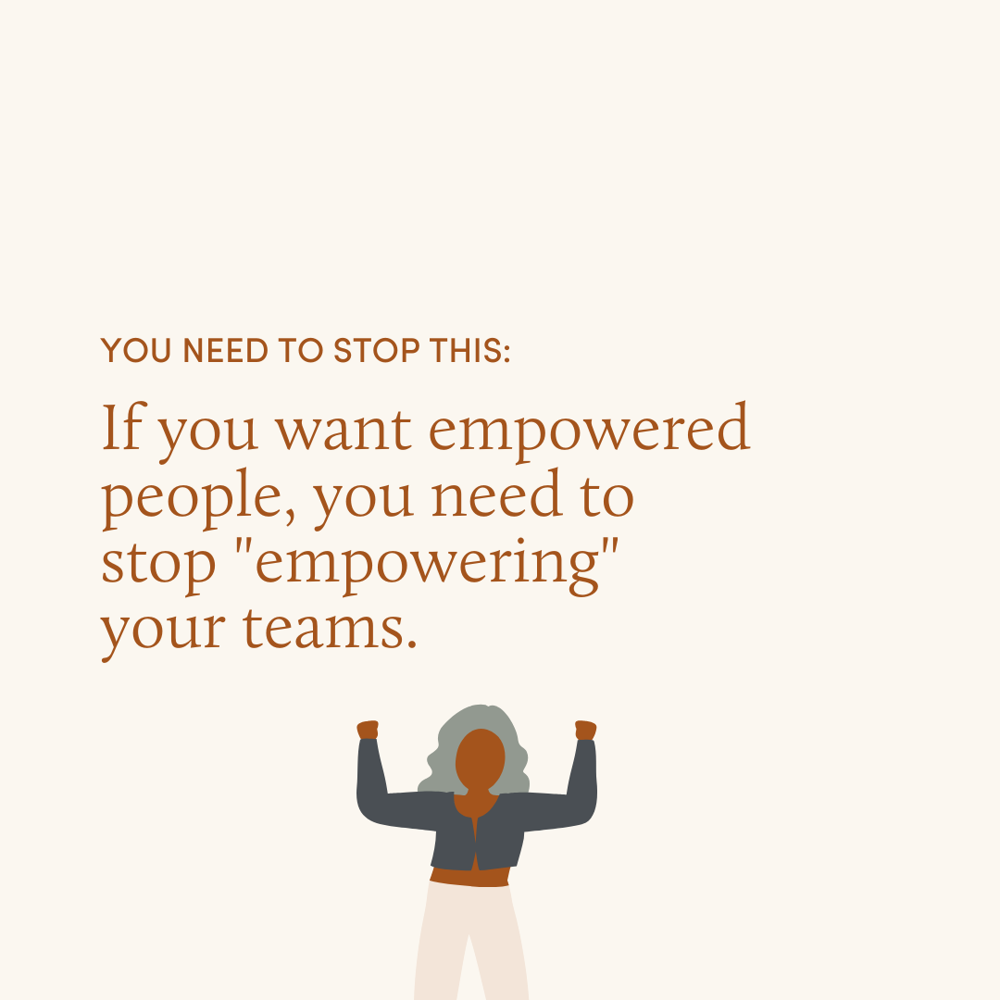 YOU NEED TO STOP THIS:
If you want empowered
people, you need to
stop "empowering"
your teams.